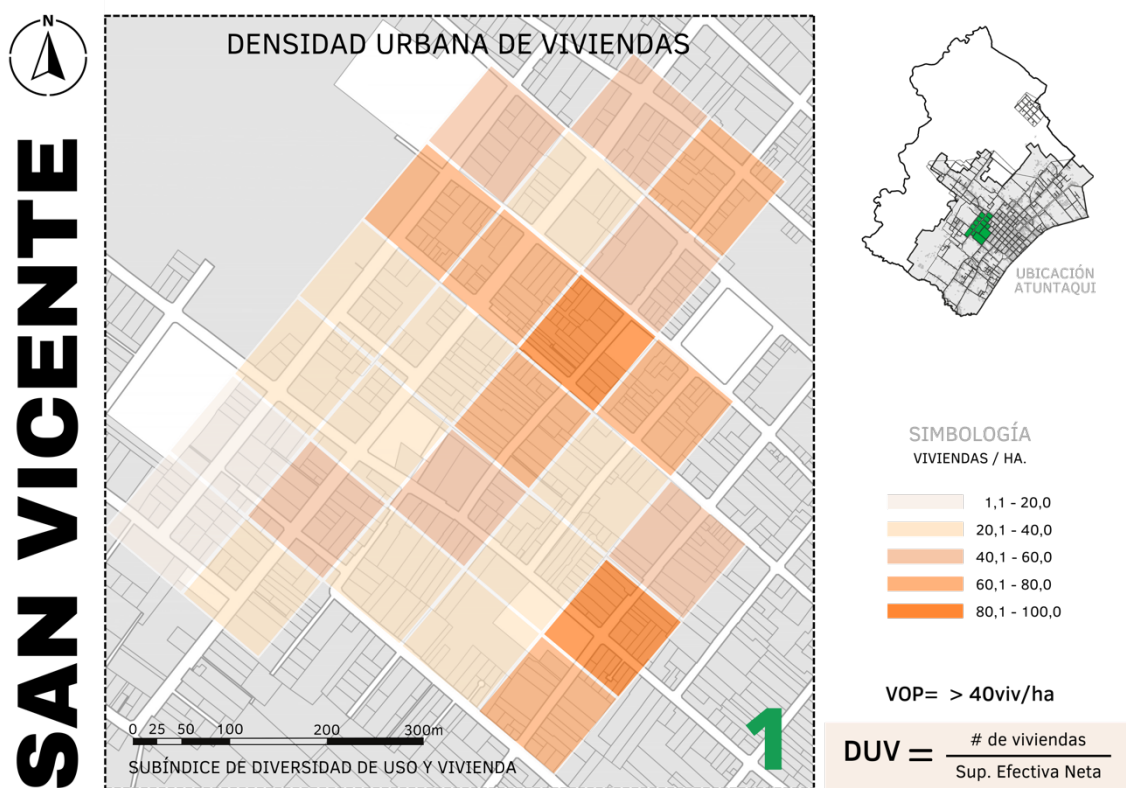 SAN VICENTE
N
DENSIDAD URBANA DE VIVIENDAS
UBICACIÓN
ATUNTAQUI
SIMBOLOGÍA
VIVIENDAS / HA.
1,1 - 20,0
20,1 - 40,0
40,1 - 60,0
60,1 - 80,0
80,1 - 100,0
VOP= > 40viv/ha
DUV = # de viviendas
Sup. Efectiva Neta
0 25 50 100 200 300m
SUBÍNDICE DE DIVERSIDAD DE USO Y VIVIENDA
1